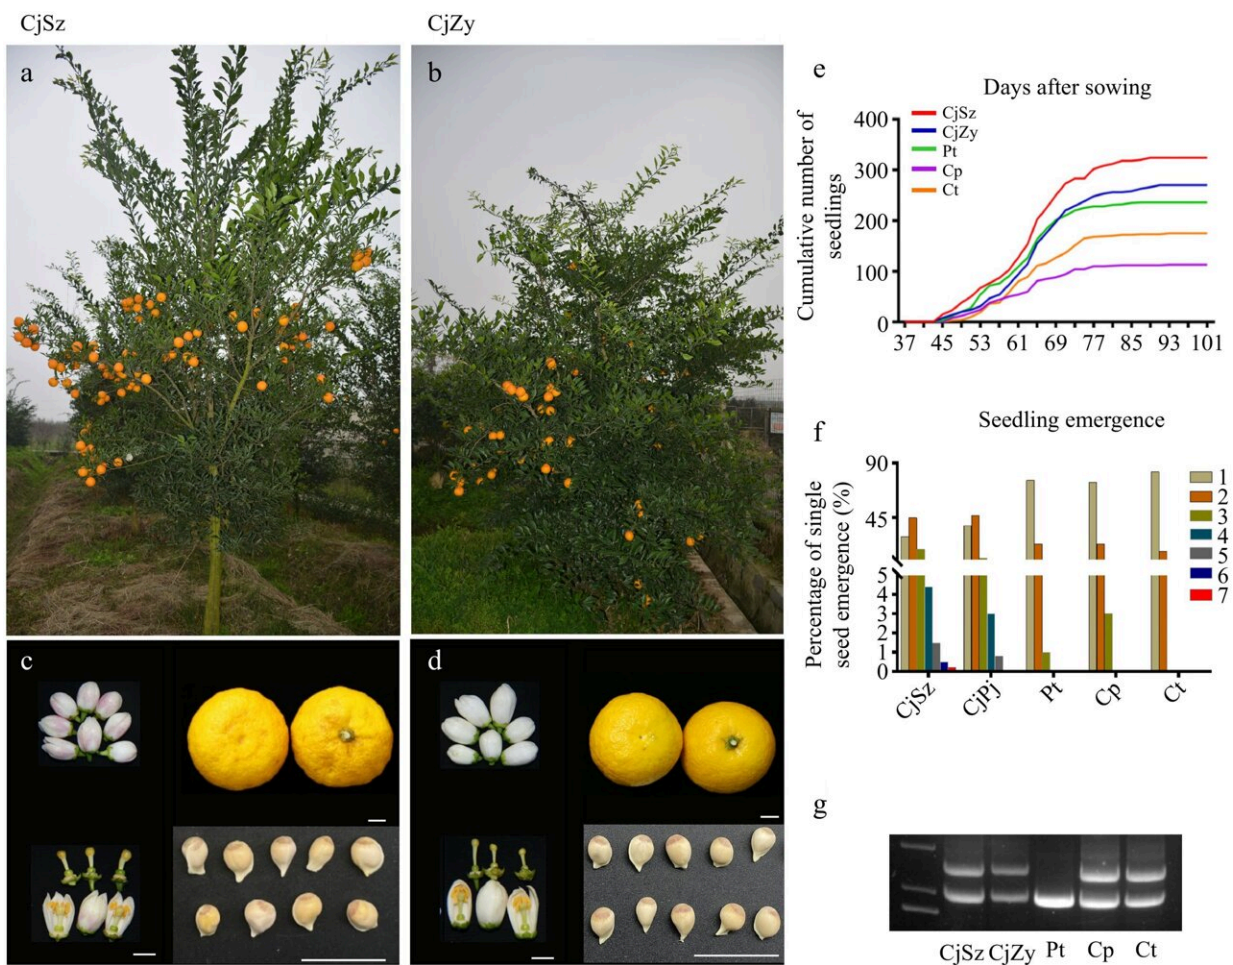 CjSz
CjZy
a
b
c
d
e
Days after sowing
Cumulative number of
seedlings
400
300
200
100
0
CjSz
CjZy
Pt
Cp
Ct
37 45 53 61 69 77 85 93 101
f
Seedling emergence
Percentage of single
seed emergence (%)
90
45
5
4
3
2
1
0
1
2
3
4
5
6
7
CjSz CjPj Pt Cp Ct
g
CjSz CjZy Pt Cp Ct